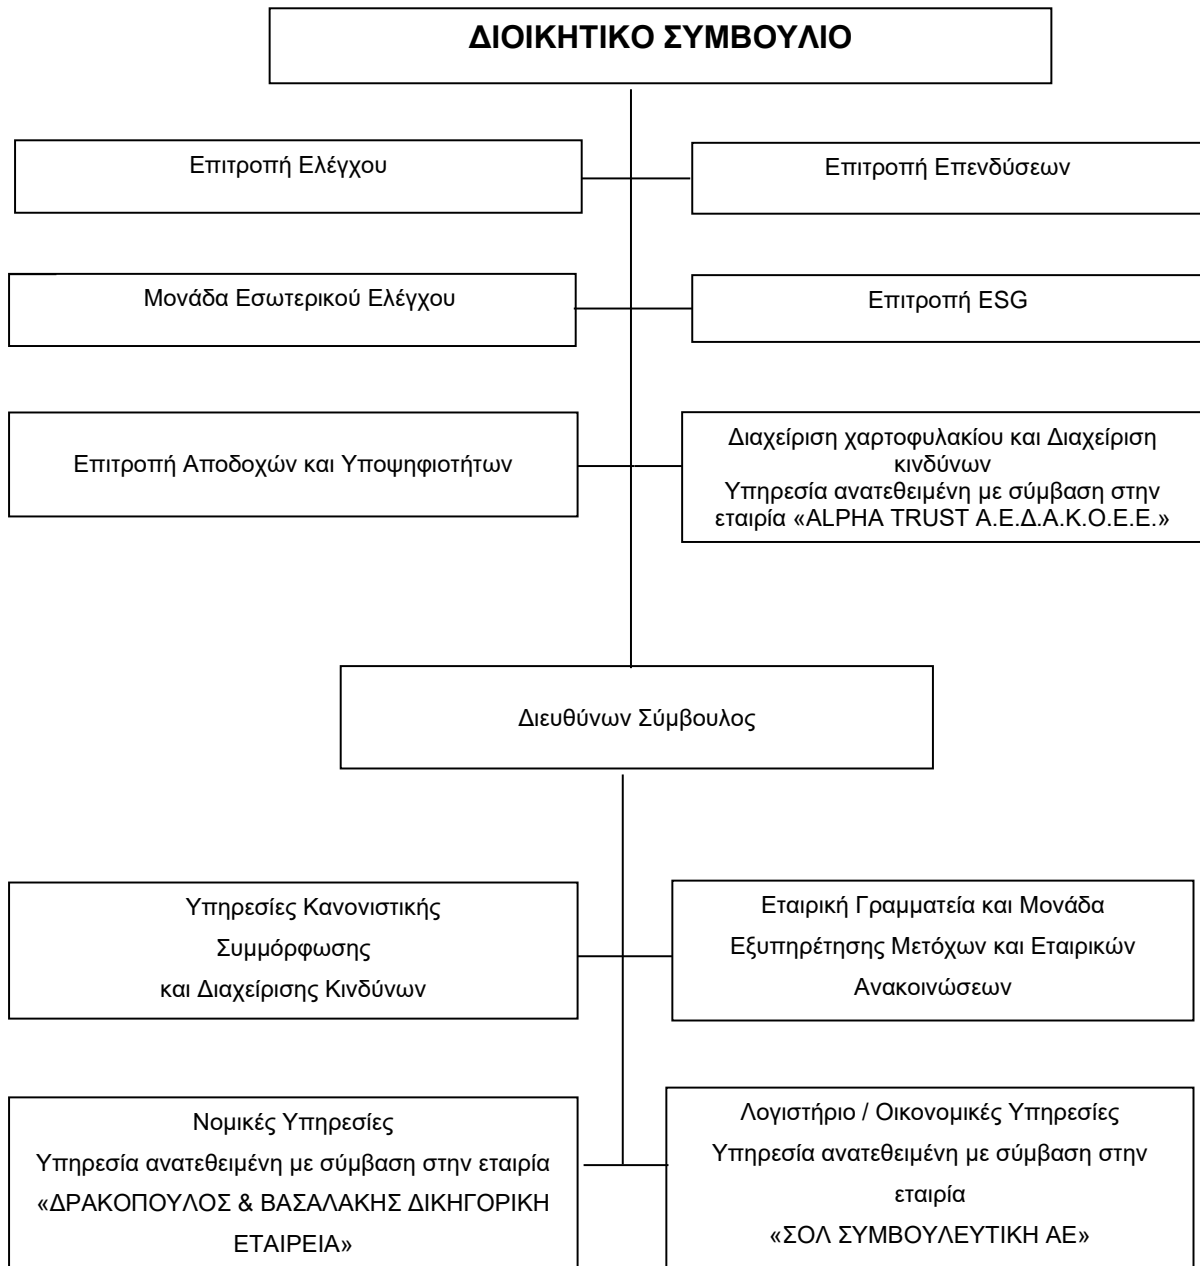 ΔΙΟΙΚΗΤΙΚΟ ΣΥΜΒΟΥΛΙΟ
Επιτροπή Ελέγχου
Επιτροπή Επενδύσεων
Μονάδα Εσωτερικού Ελέγχου
Επιτροπή ESG
Επιτροπή Αποδοχών και Υποψηφιοτήτων
Διαχείριση χαρτοφυλακίου και Διαχείριση
κινδύνων
Υπηρεσία ανατεθειμένη με σύμβαση στην
εταιρία «ALPHA TRUST Α.Ε.Δ.Α.Κ.Ο.Ε.Ε.»
Διευθύνων Σύμβουλος
Υπηρεσίες Κανονιστικής
Συμμόρφωσης
και Διαχείρισης Κινδύνων
Εταιρική Γραμματεία και Μονάδα
Εξυπηρέτησης Μετόχων και Εταιρικών
Ανακοινώσεων
Νομικές Υπηρεσίες
Υπηρεσία ανατεθειμένη με σύμβαση στην εταιρία
«ΔΡΑΚΟΠΟΥΛΟΣ & ΒΑΣΑΛΑΚΗΣ ΔΙΚΗΓΟΡΙΚΗ
ΕΤΑΙΡΕΙΑ»
Λογιστήριο / Οικονομικές Υπηρεσίες
Υπηρεσία ανατεθειμένη με σύμβαση στην
εταιρία
«ΣΟΛ ΣΥΜΒΟΥΛΕΥΤΙΚΗ ΑΕ»